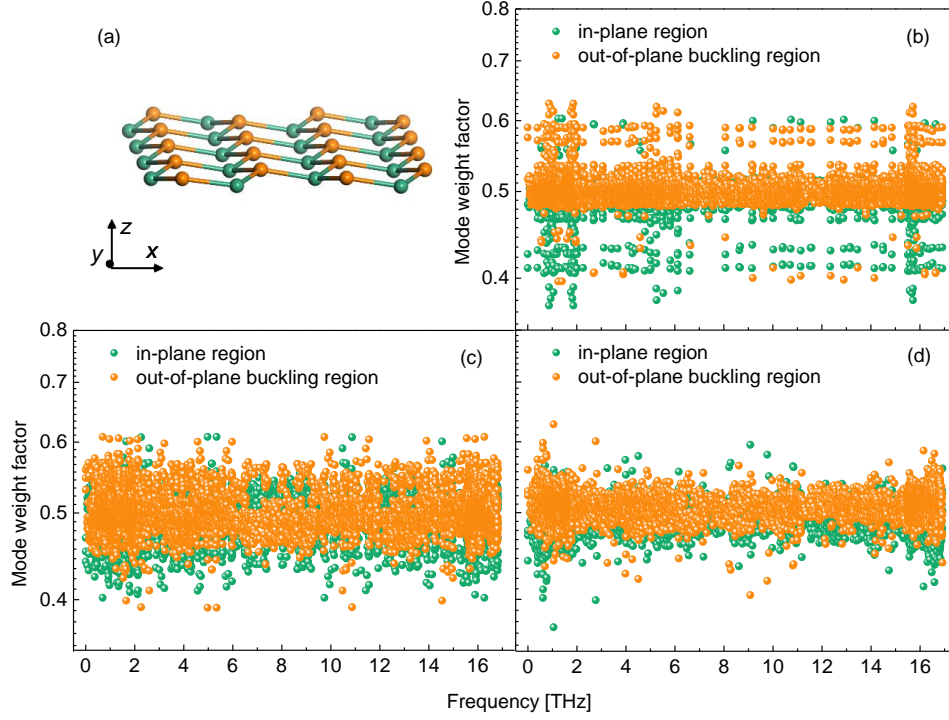 (a)
z
y
x
Mode weight factor
0.8
0.7
0.6
0.5
0.4
in-plane region
out-of-plane buckling region
(b)
Mode weight factor
0.8
0.6
0.5
0.4
in-plane region
out-of-plane buckling region
(c)
0 2 4 6 8 10 12 14 16
in-plane region
out-of-plane buckling region
(d)
0 2 4 6 8 10 12 14 16
Frequency [THz]